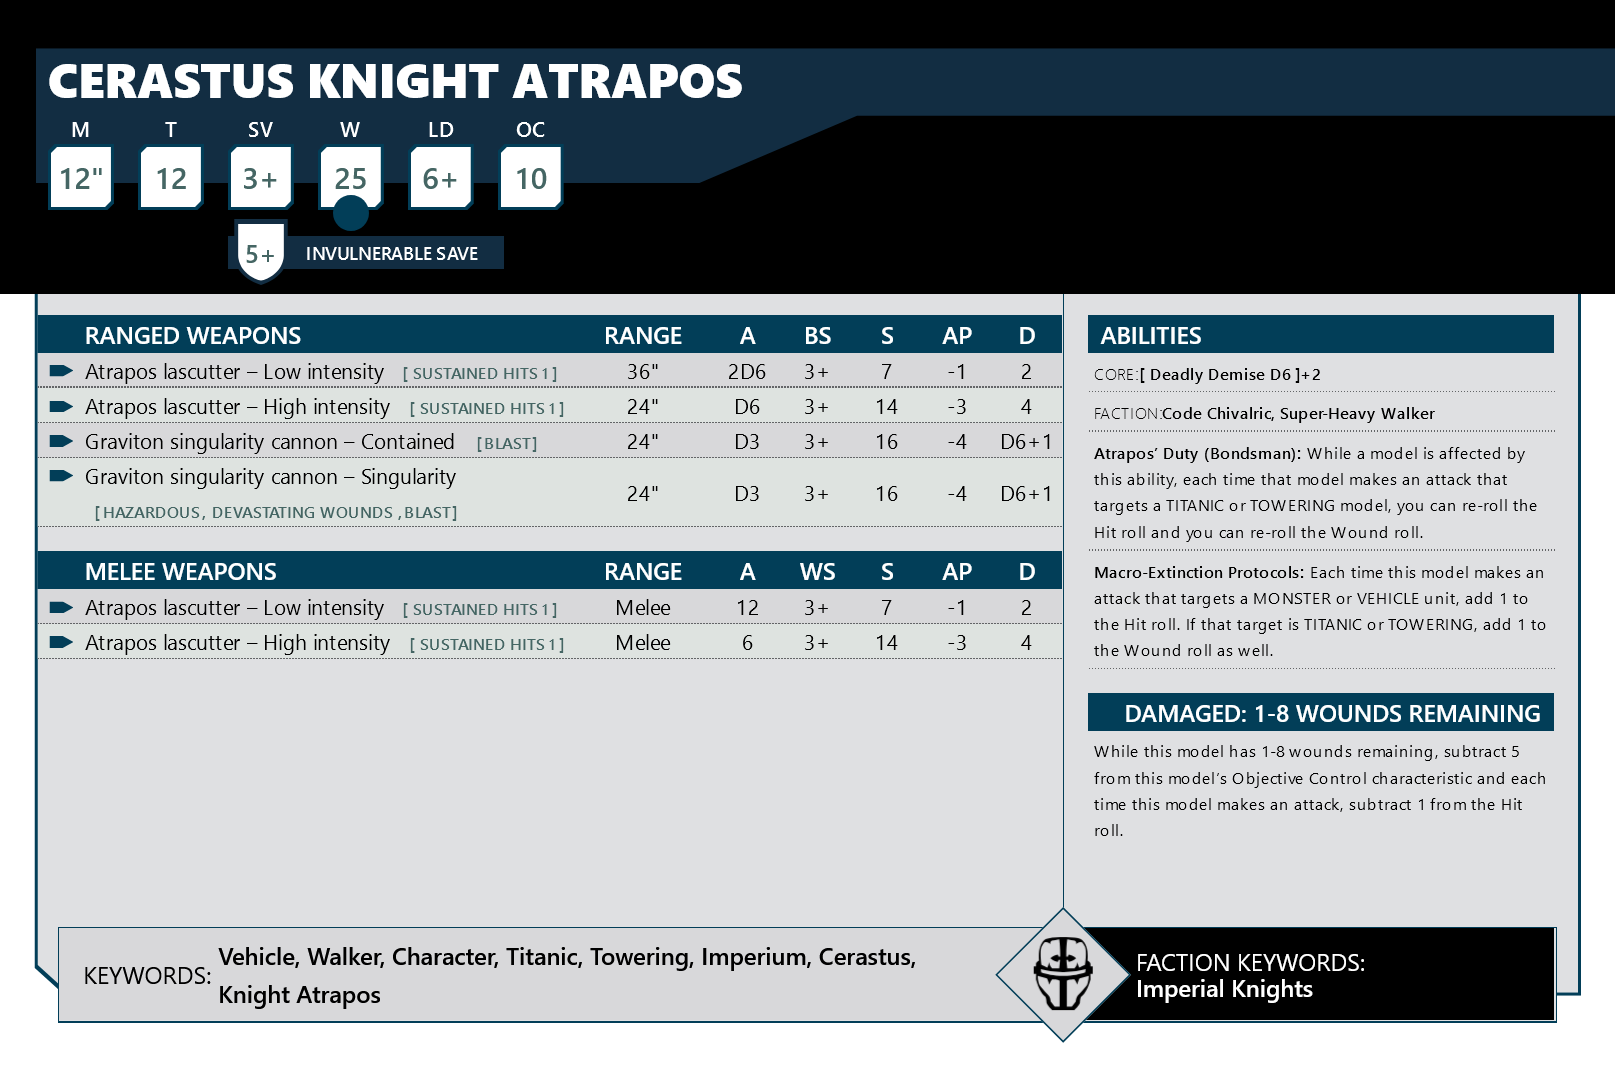 CERASTUS KNIGHT ATRAPOS
M T SV W LD OC
12" 12 3+ 25 6+ 10
5+ INVULNERABLE SAVE
RANGED WEAPONS RANGE A BS S AP D
Atrapos lascutter – Low intensity [ SUSTAINED HITS 1 ] 36" 2D6 3+ 7 -1 2
Atrapos lascutter – High intensity [ SUSTAINED HITS 1 ] 24" D6 3+ 14 -3 4
Graviton singularity cannon – Contained [ BLAST] 24" D3 3+ 16 -4 D6+1
Graviton singularity cannon – Singularity 24" D3 3+ 16 -4 D6+1
[ HAZARDOUS , DEVASTATING WOUNDS , BLAST]
MELEE WEAPONS RANGE A WS S AP D
Atrapos lascutter – Low intensity [ SUSTAINED HITS 1 ] Melee 12 3+ 7 -1 2
Atrapos lascutter – High intensity [ SUSTAINED HITS 1 ] Melee 6 3+ 14 -3 4
ABILITIES
CORE:[ Deadly Demise D6 ]+2
FACTION:Code Chivalric, Super-Heavy Walker
Atrapos’ Duty (Bondsman): While a model is affected by
this ability, each time that model makes an attack that
targets a TITANIC or TOWERING model, you can re-roll the
Hit roll and you can re-roll the Wound roll.
Macro-Extinction Protocols: Each time this model makes an
attack that targets a MONSTER or VEHICLE unit, add 1 to
the Hit roll. If that target is TITANIC or TOWERING, add 1 to
the Wound roll as well.
DAMAGED: 1-8 WOUNDS REMAINING
While this model has 1-8 wounds remaining, subtract 5
from this model’s Objective Control characteristic and each
time this model makes an attack, subtract 1 from the Hit
roll.
KEYWORDS: Vehicle, Walker, Character, Titanic, Towering, Imperium, Cerastus,
Knight Atrapos
FACTION KEYWORDS:
Imperial Knights